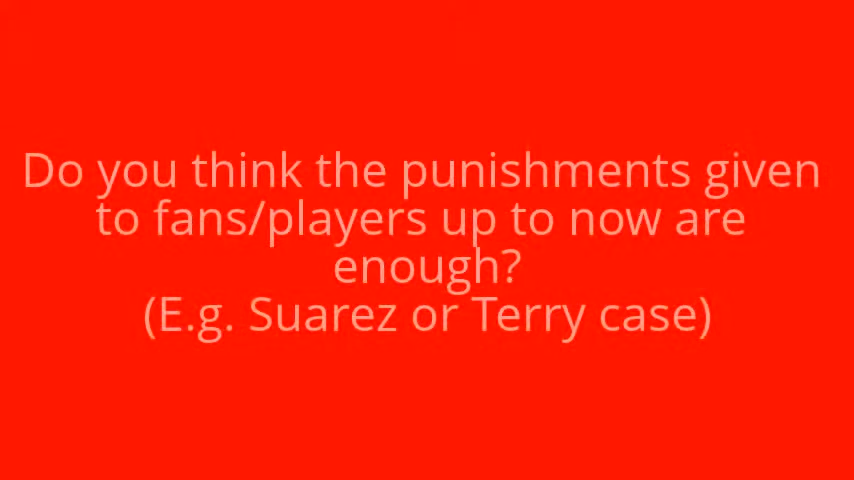 Do you think the punishments given
to fans/players up to now are
enough?
(E.g. Suarez or Terry case)